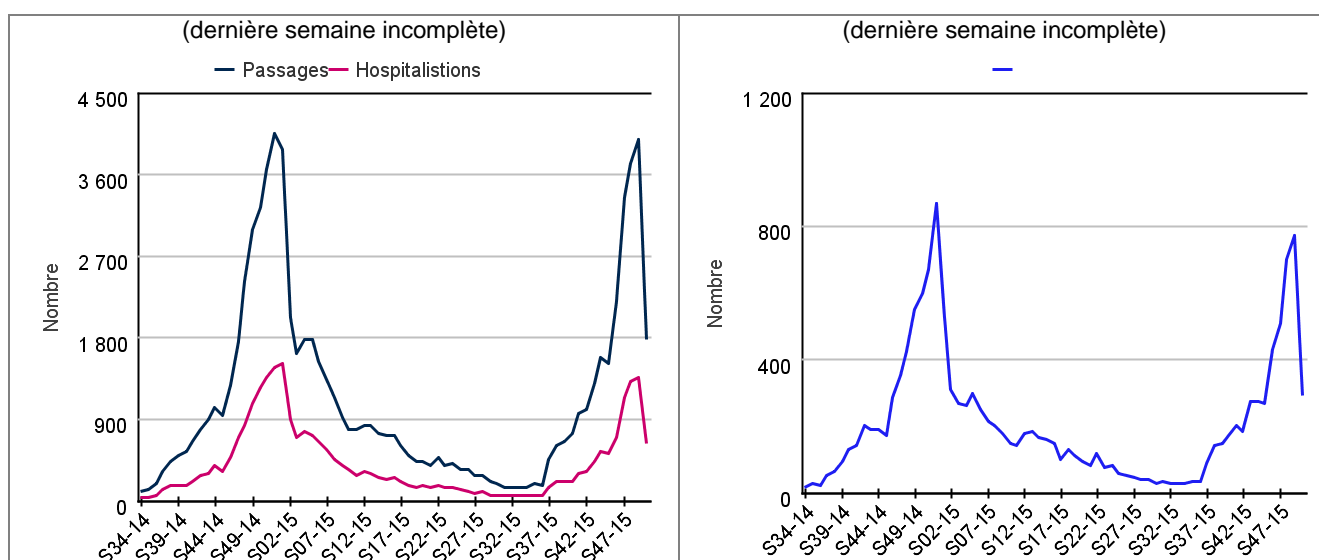 (dernière semaine incomplète)
Passages Hospitalistions
4 500
3 600
2 700
1 800
900
0
Nombre
S34-14 S39-14 S44-14 S49-14 S02-15 S07-15 S12-15 S17-15 S22-15 S27-15 S32-15 S37-15 S42-15 S47-15
(dernière semaine incomplète)
1 200
800
400
0
Nombre
S34-14 S39-14 S44-14 S49-14 S02-15 S07-15 S12-15 S17-15 S22-15 S27-15 S32-15 S37-15 S42-15 S47-15